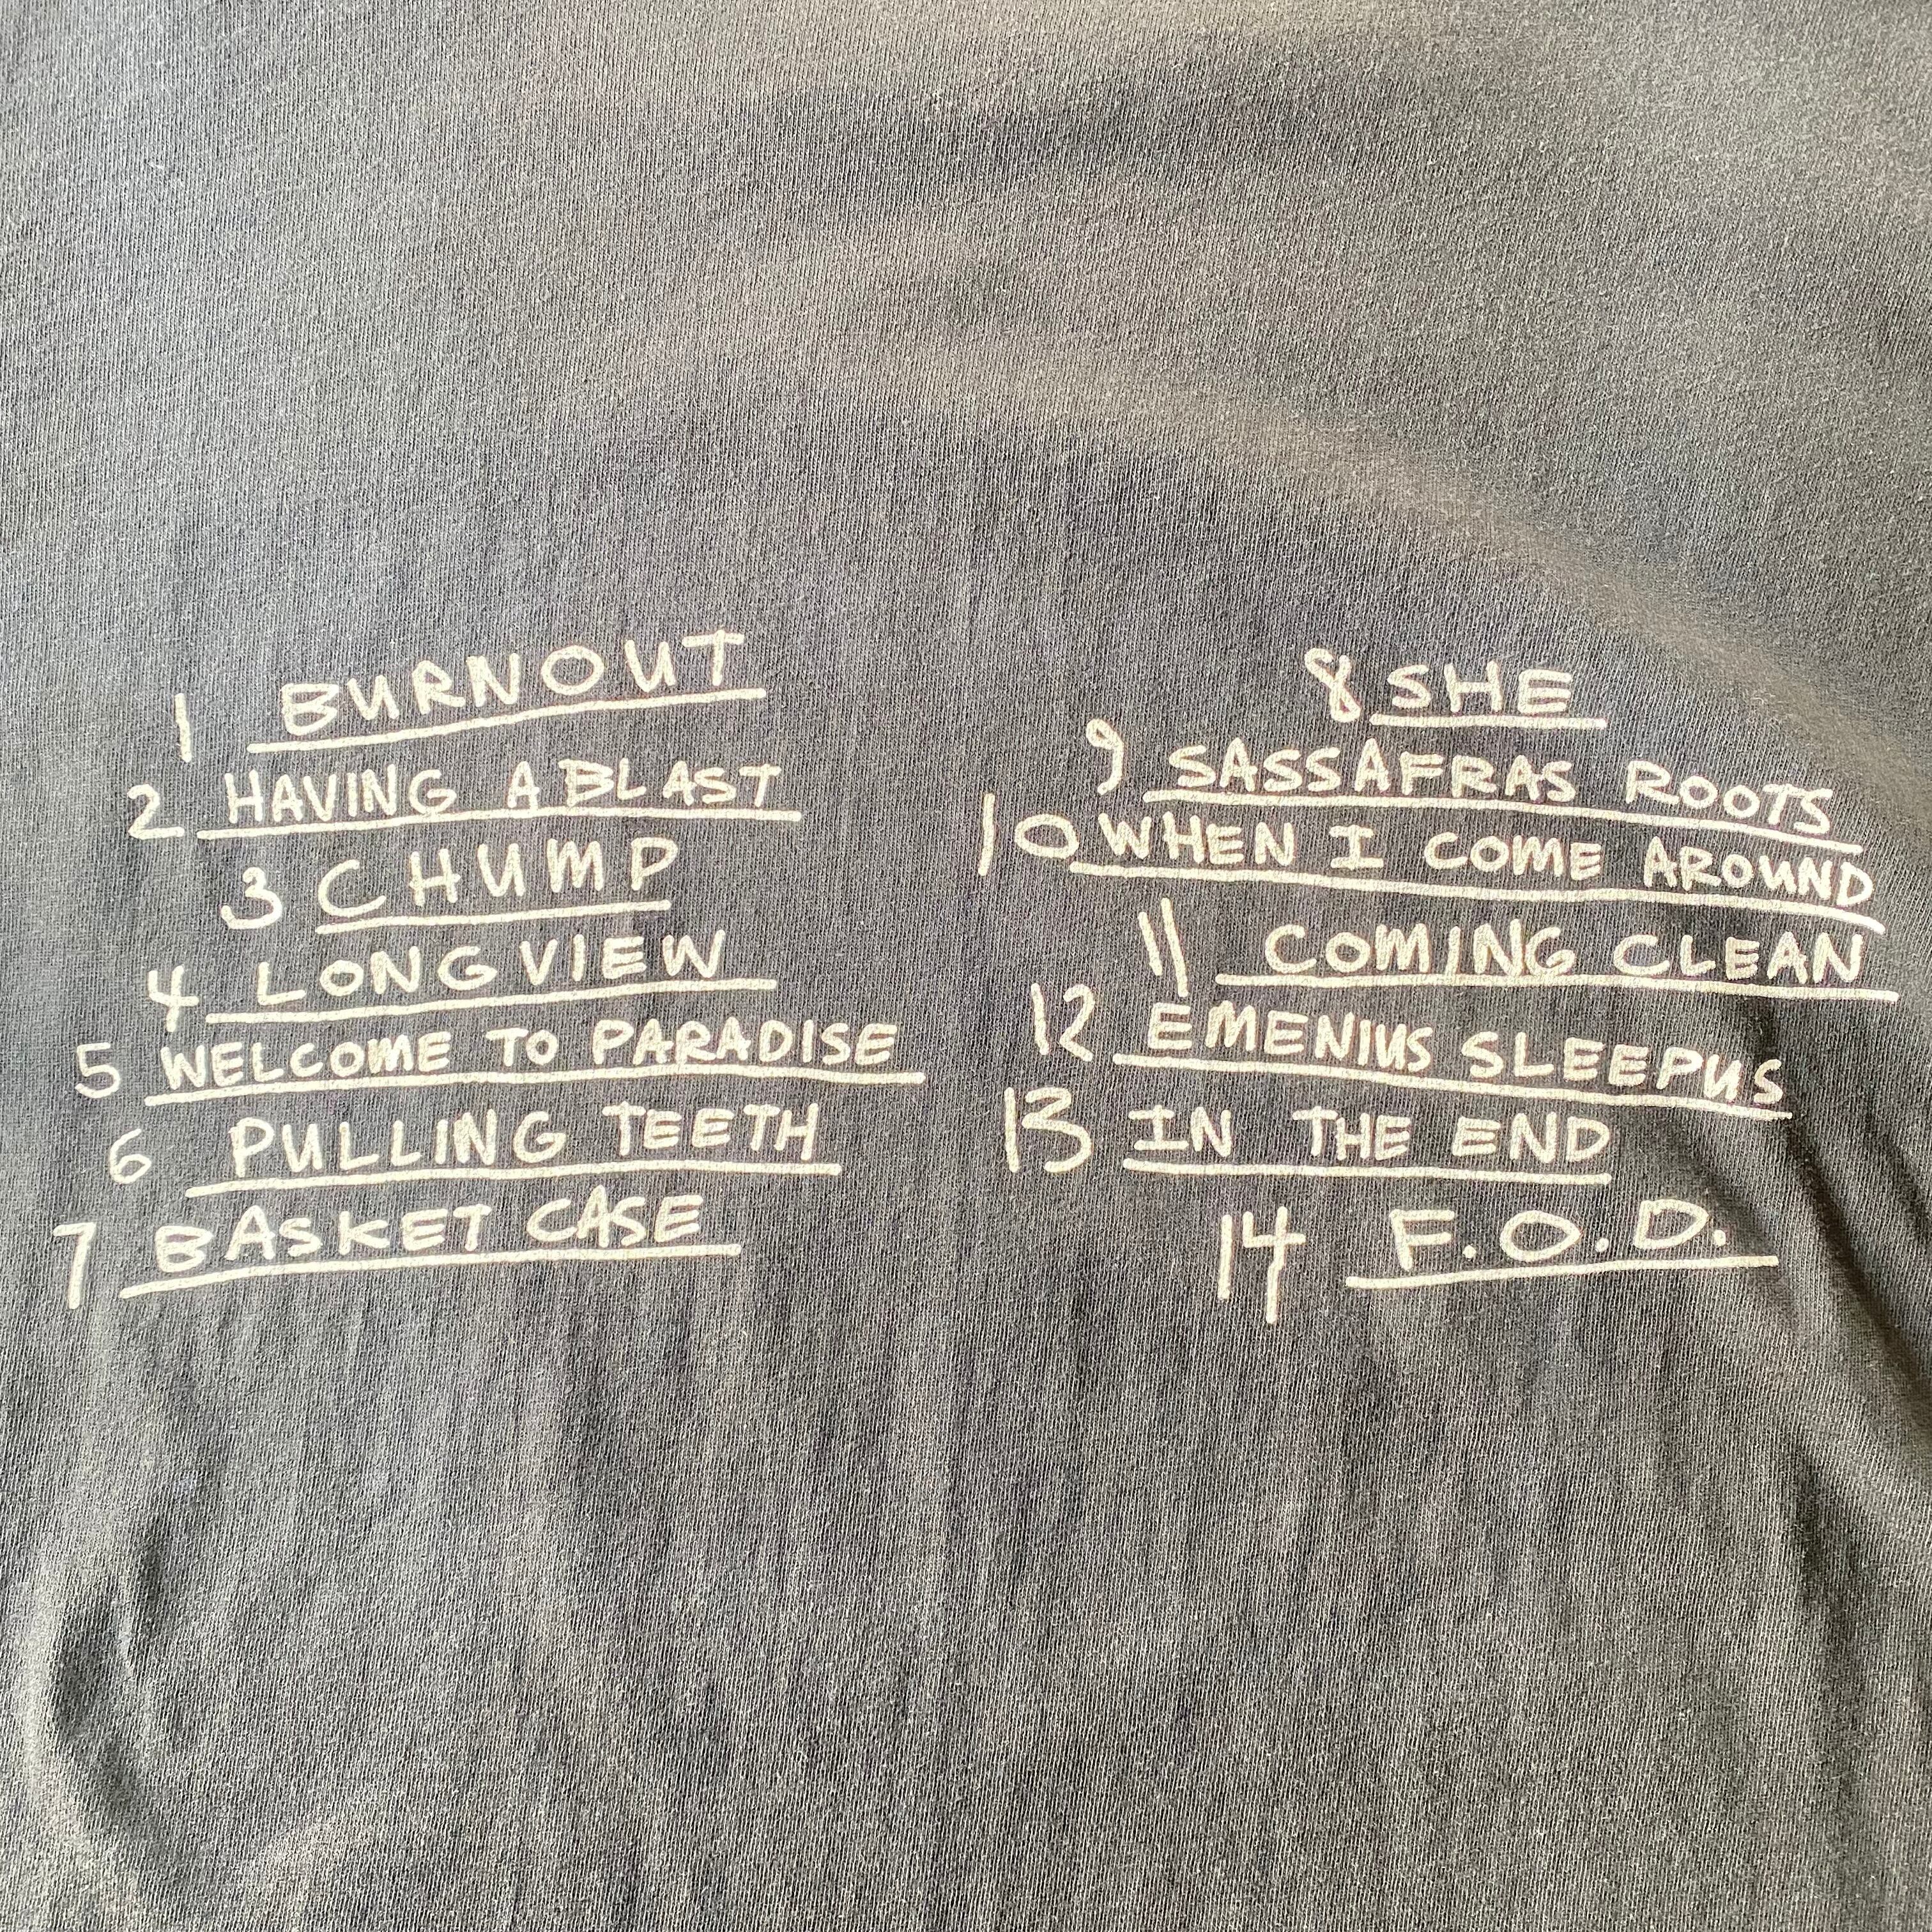 1 BURNOUT
2 HAVING A BLAST
3 CHUMP
4 LONGVIEW
5 WELCOME TO PARADISE
6 PULLING TEETH
7 BASKET CASE
8 SHE
9 SASSAFRAS ROOTS
10 WHEN I COME AROUND
11 COMING CLEAN
12 EMENIUS SLEEPUS
13 IN THE END
14 F.O.D.